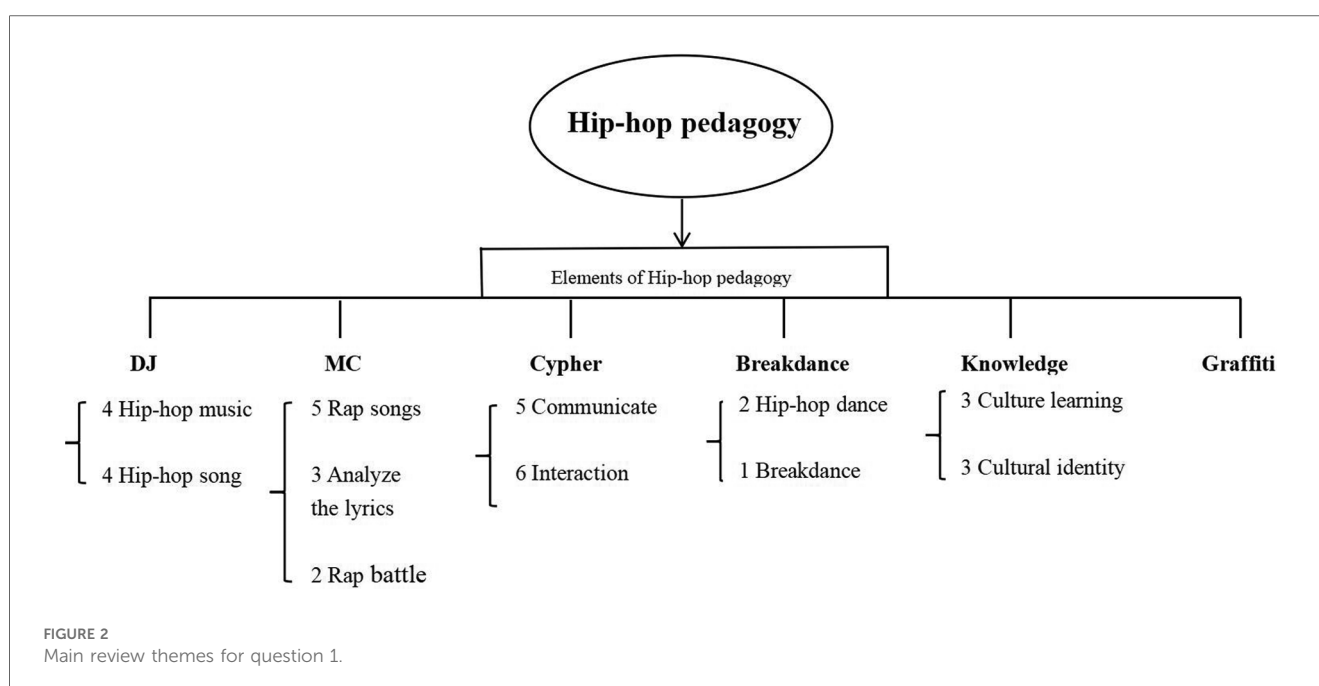 Hip-hop pedagogy
Elements of Hip-hop pedagogy
DJ
4 Hip-hop music
4 Hip-hop song
MC
5 Rap songs
3 Analyze
the lyrics
2 Rap battle
Cypher
5 Communicate
6 Interaction
Breakdance
2 Hip-hop dance
1 Breakdance
Knowledge
3 Culture learning
3 Cultural identity
Graffiti
FIGURE 2
Main review themes for question 1.